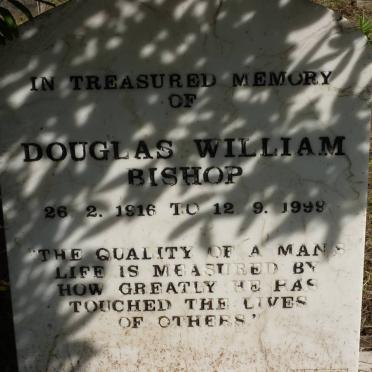 IN TREASURED MEMORY
OF
DOUGLAS WILLIAM
BISHOP
26 2. 1916 TO 12. 9. 1998
"THE QUALITY OF A MANS
LIFE IS MEASURED BY
HOW GREATLY HE HAS
TOUCHED THE LIVES
OF OTHERS"